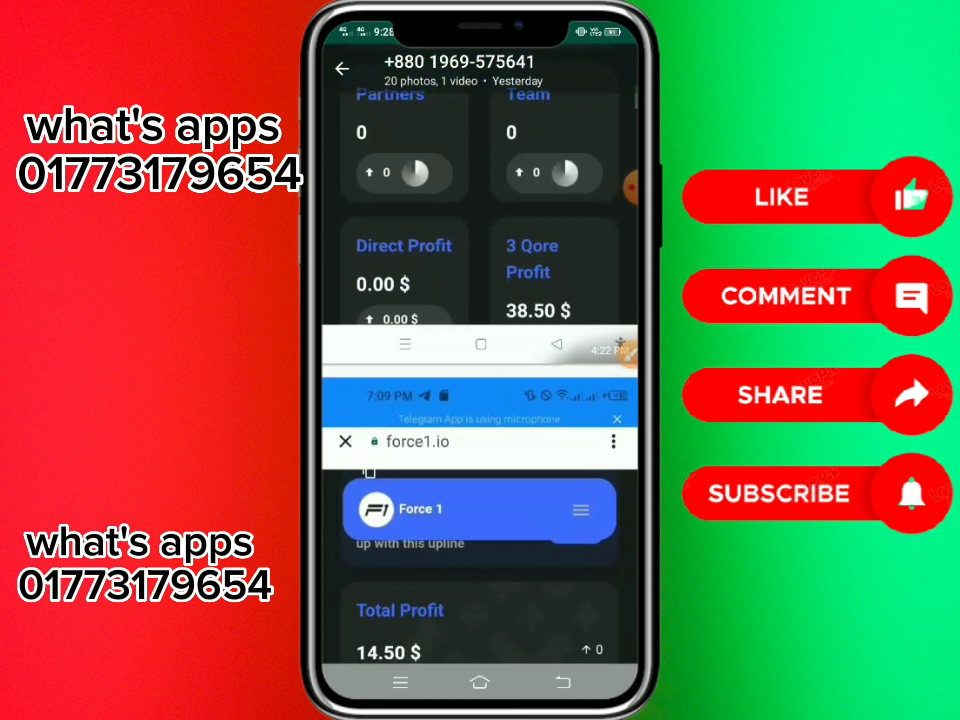 what's apps
01773179654
9:28
+880 1969-575641
20 photos, 1 video • Yesterday
Partners
Team
0
0
0
0
Direct Profit
3 Qore
Profit
0.00 $
38.50 $
0.00 $
4:22 PM
7:09 PM
Telegram App is using microphone
force1.io
Force 1
up with this upline
Total Profit
14.50 $
0
LIKE
COMMENT
SHARE
SUBSCRIBE
what's apps
01773179654